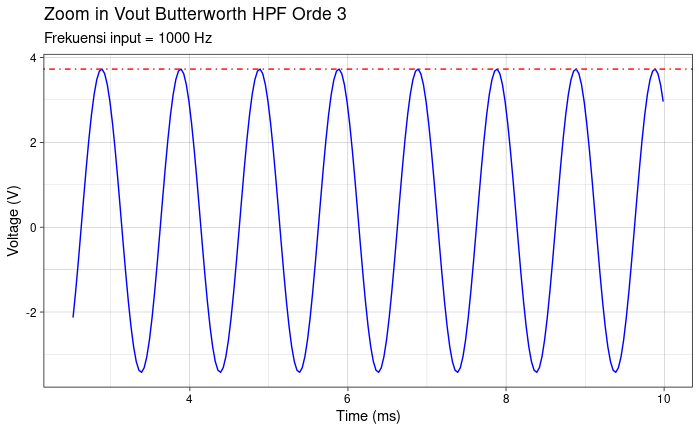 Zoom in Vout Butterworth HPF Orde 3
Frekuensi input = 1000 Hz
4
2
0
-2
Voltage (V)
4
6
8
10
Time (ms)